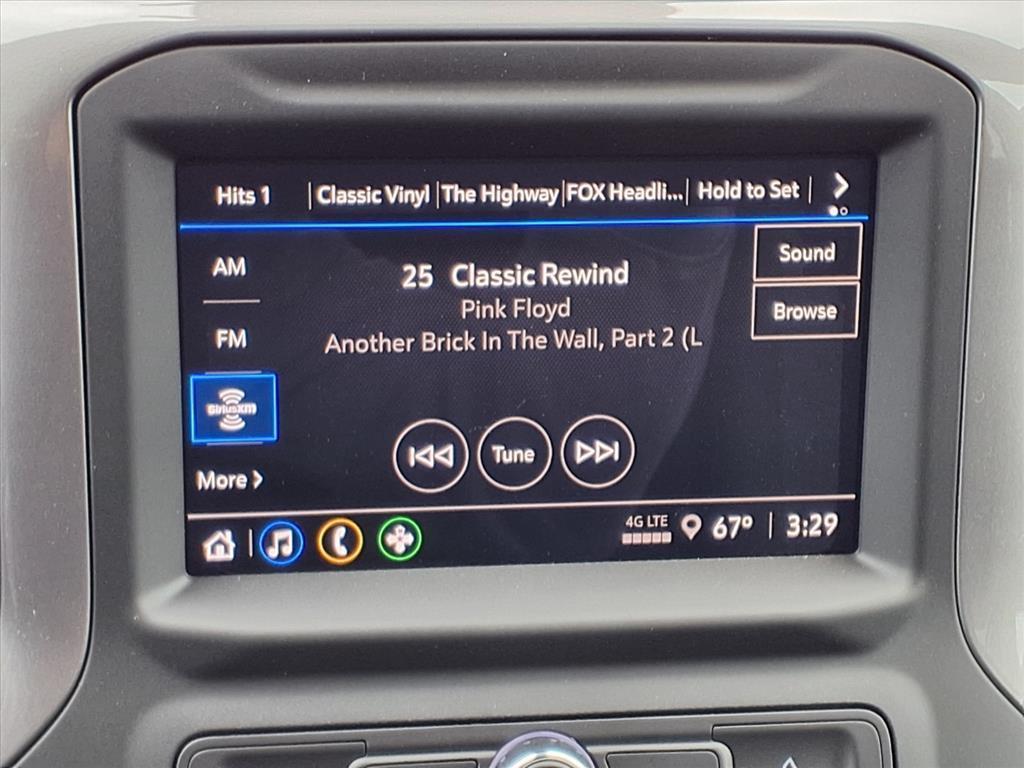 Hits 1 | Classic Vinyl | The Highway | FOX Headli... | Hold to Set |
AM
25 Classic Rewind
Sound
Pink Floyd
Browse
FM
Another Brick In The Wall, Part 2 (L
SiriusXM
Tune
More
4G LTE 67° | 3:29